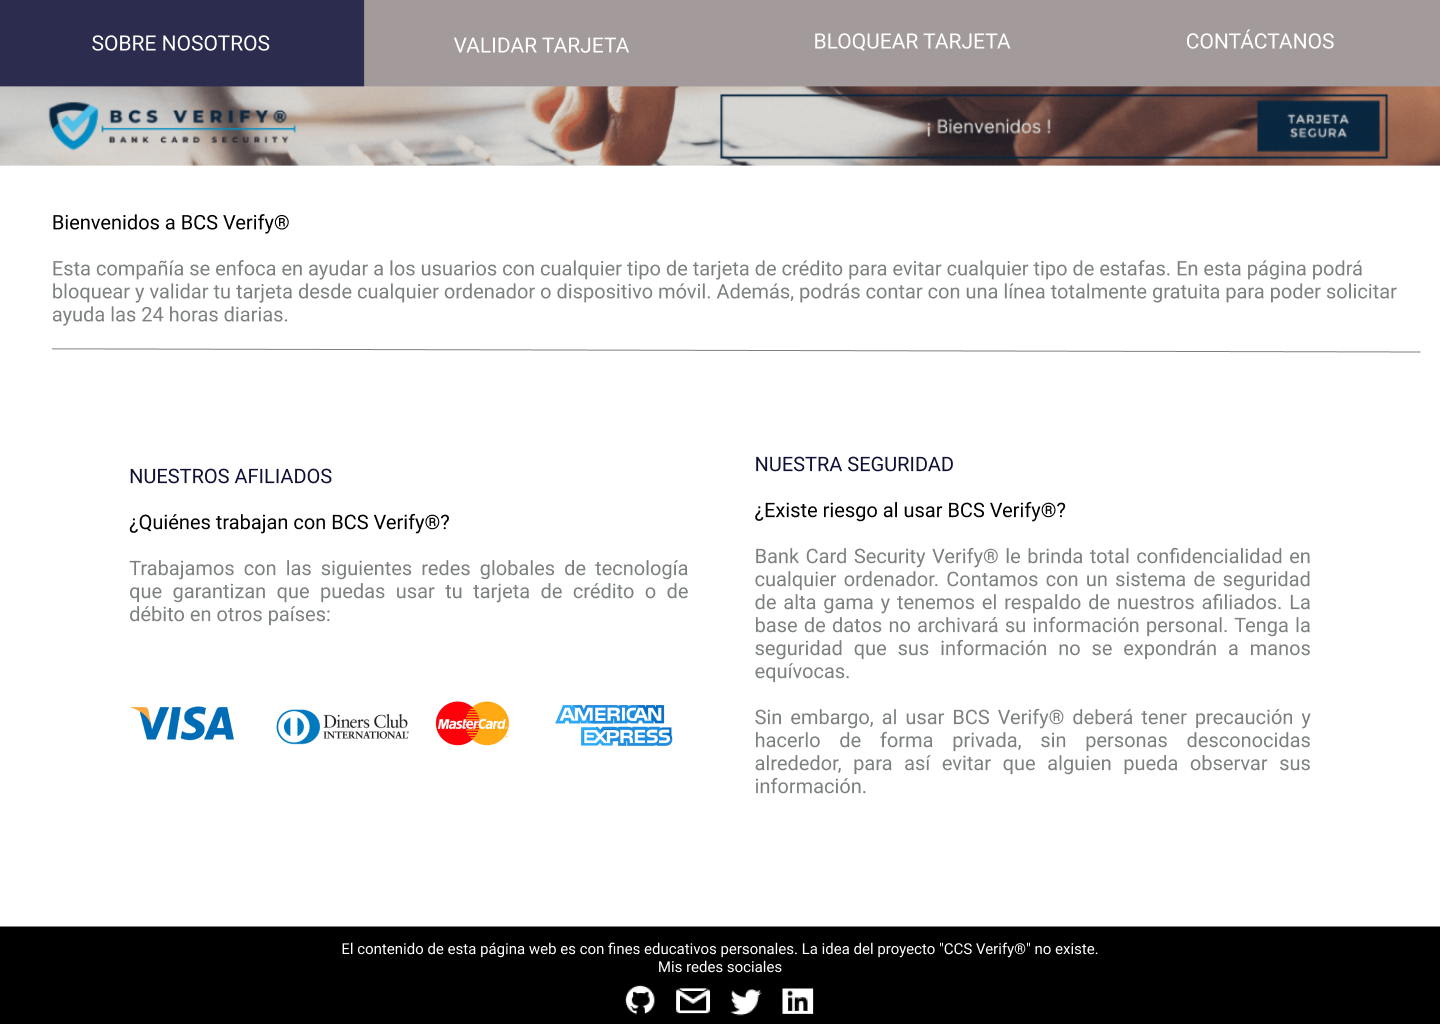 SOBRE NOSOTROS
VALIDAR TARJETA
BLOQUEAR TARJETA
CONTÁCTANOS
BCS VERIFY®
BANK CARD SECURITY
¡ Bienvenidos !
TARJETA
SEGURA
Bienvenidos a BCS Verify®
Esta compañía se enfoca en ayudar a los usuarios con cualquier tipo de tarjeta de crédito para evitar cualquier tipo de estafas. En esta página podrá
bloquear y validar tu tarjeta desde cualquier ordenador o dispositivo móvil. Además, podrás contar con una línea totalmente gratuita para poder solicitar
ayuda las 24 horas diarias.
NUESTROS AFILIADOS
¿Quiénes trabajan con BCS Verify®?
Trabajamos con las siguientes redes globales de tecnología
que garantizan que puedas usar tu tarjeta de crédito o de
débito en otros países:
VISA
Diners Club
INTERNATIONAL
MasterCard
AMERICAN
EXPRESS
NUESTRA SEGURIDAD
¿Existe riesgo al usar BCS Verify®?
Bank Card Security Verify® le brinda total confidencialidad en
cualquier ordenador. Contamos con un sistema de seguridad
de alta gama y tenemos el respaldo de nuestros afiliados. La
base de datos no archivará su información personal. Tenga la
seguridad que sus información no se expondrán a manos
equívocas.
Sin embargo, al usar BCS Verify® deberá tener precaución y
hacerlo de forma privada, sin personas desconocidas
alrededor, para así evitar que alguien pueda observar sus
información.
El contenido de esta página web es con fines educativos personales. La idea del proyecto "CCS Verify®" no existe.
Mis redes sociales
in